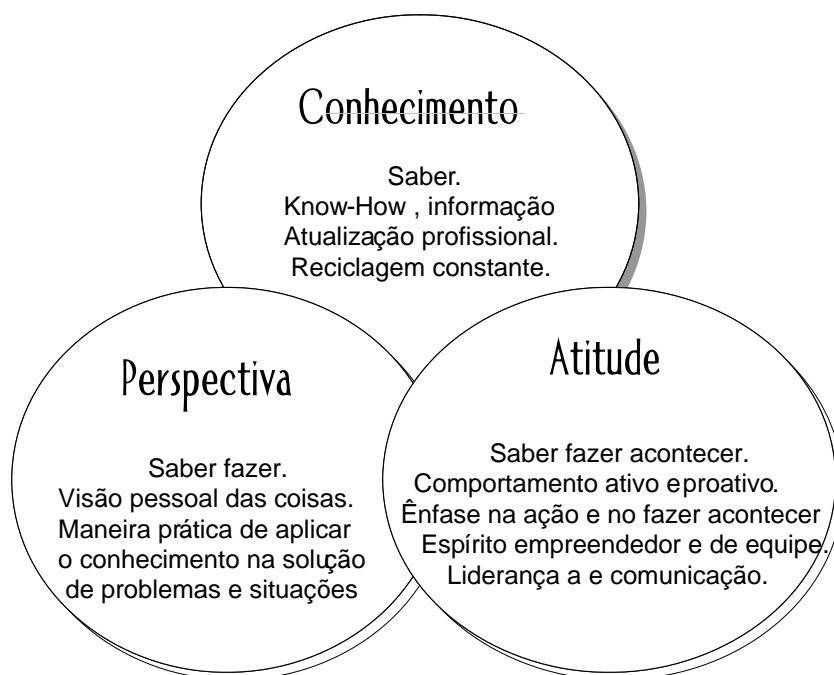 Conhecimento
Saber.
Know-How , informação
Atualização profissional.
Reciclagem constante.
Perspectiva
Saber fazer.
Visão pessoal das coisas.
Maneira prática de aplicar
o conhecimento na solução
de problemas e situações
Atitude
Saber fazer acontecer.
Comportamento ativo eproativo.
Ênfase na ação e no fazer acontecer
Espírito empreendedor e de equipe.
Liderança a e comunicação.